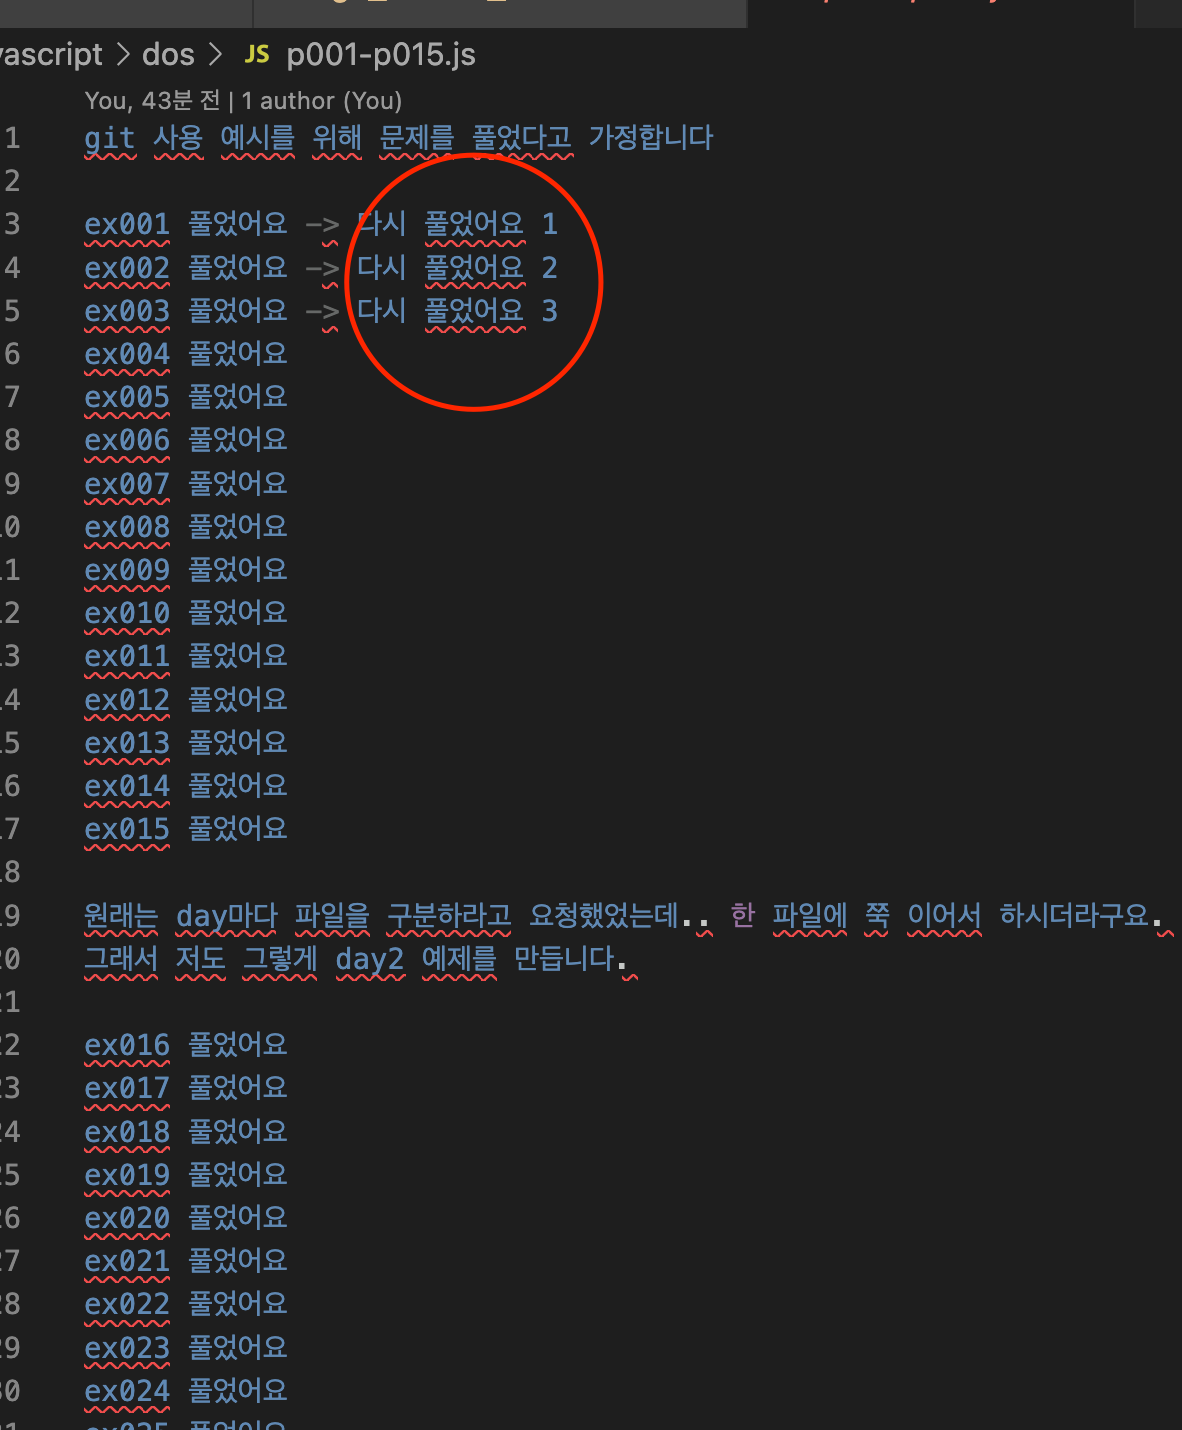 vascript > dos > JS p001-p015.js
You, 43분 전 | 1 author (You)
1 git 사용 예시를 위해 문제를 풀었다고 가정합니다
2
3 ex001 풀었어요 -> 다시 풀었어요 1
4 ex002 풀었어요 -> 다시 풀었어요 2
5 ex003 풀었어요 -> 다시 풀었어요 3
6 ex004 풀었어요
7 ex005 풀었어요
8 ex006 풀었어요
9 ex007 풀었어요
0 ex008 풀었어요
1 ex009 풀었어요
2 ex010 풀었어요
3 ex011 풀었어요
4 ex012 풀었어요
5 ex013 풀었어요
6 ex014 풀었어요
7 ex015 풀었어요
8
9 원래는 day마다 파일을 구분하라고 요청했었는데.. 한 파일에 쭉 이어서 하시더라구요.
20 그래서 저도 그렇게 day2 예제를 만듭니다.
21
22 ex016 풀었어요
23 ex017 풀었어요
24 ex018 풀었어요
25 ex019 풀었어요
26 ex020 풀었어요
27 ex021 풀었어요
28 ex022 풀었어요
29 ex023 풀었어요
30 ex024 풀었어요